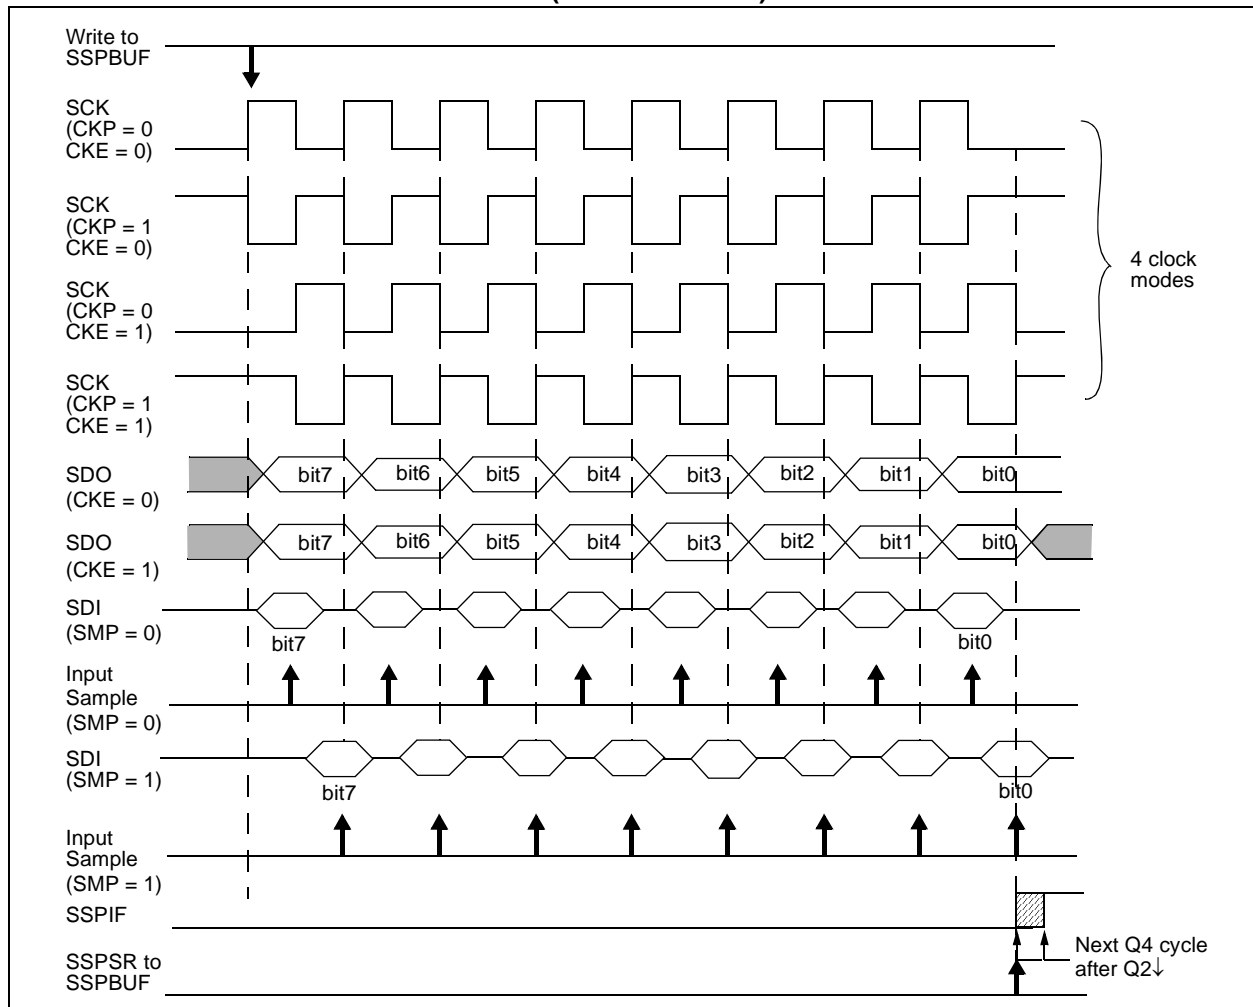 Write to
SSPBUF
SCK
(CKP = 0
CKE = 0)
SCK
(CKP = 1
CKE = 0)
4 clock
modes
SCK
(CKP = 0
CKE = 1)
SCK
(CKP = 1
CKE = 1)
SDO
(CKE = 0)
bit7 bit6 bit5 bit4 bit3 bit2 bit1 bit0
SDO
(CKE = 1)
bit7 bit6 bit5 bit4 bit3 bit2 bit1 bit0
SDI
(SMP = 0)
bit7 bit0
Input
Sample
(SMP = 0)
SDI
(SMP = 1)
bit7 bit0
Input
Sample
(SMP = 1)
SSPIF
Next Q4 cycle
after Q2↓
SSPSR to
SSPBUF